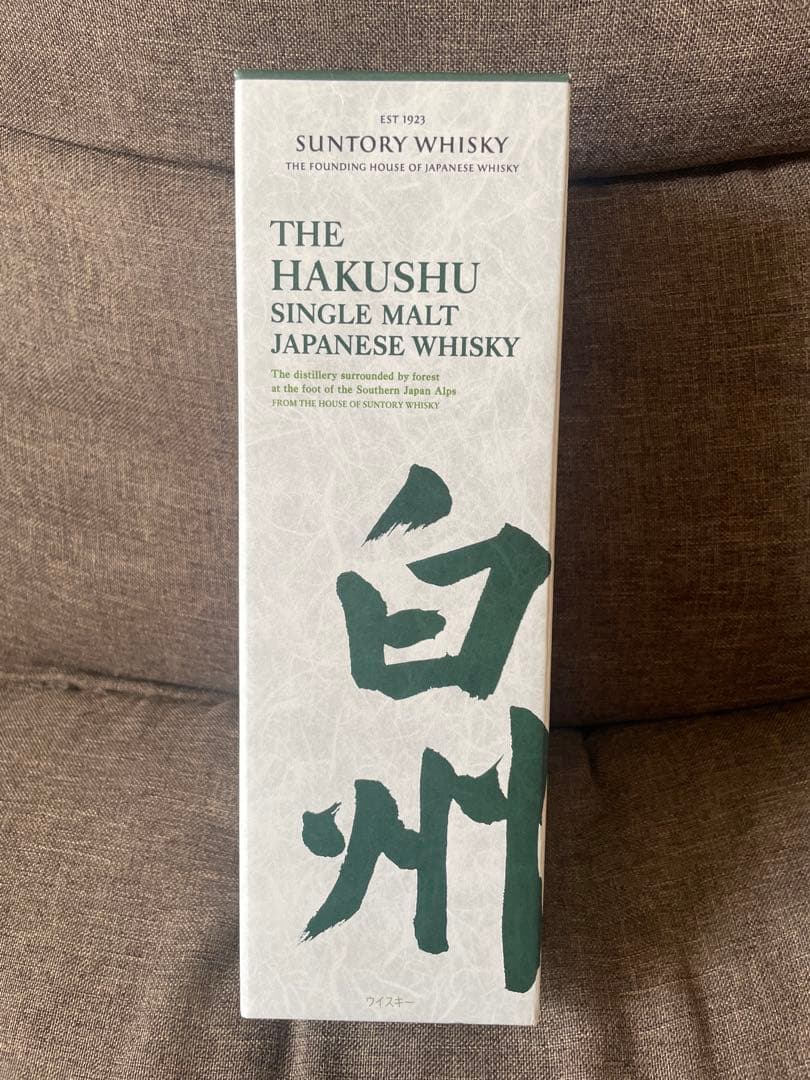 EST 1923
SUNTORY WHISKY
THE FOUNDING HOUSE OF JAPANESE WHISKY
THE
HAKUSHU
SINGLE MALT
JAPANESE WHISKY
The distillery surrounded by forest
at the foot of the Southern Japan Alps
FROM THE HOUSE OF SUNTORY WHISKY
白
州
ウイスキー